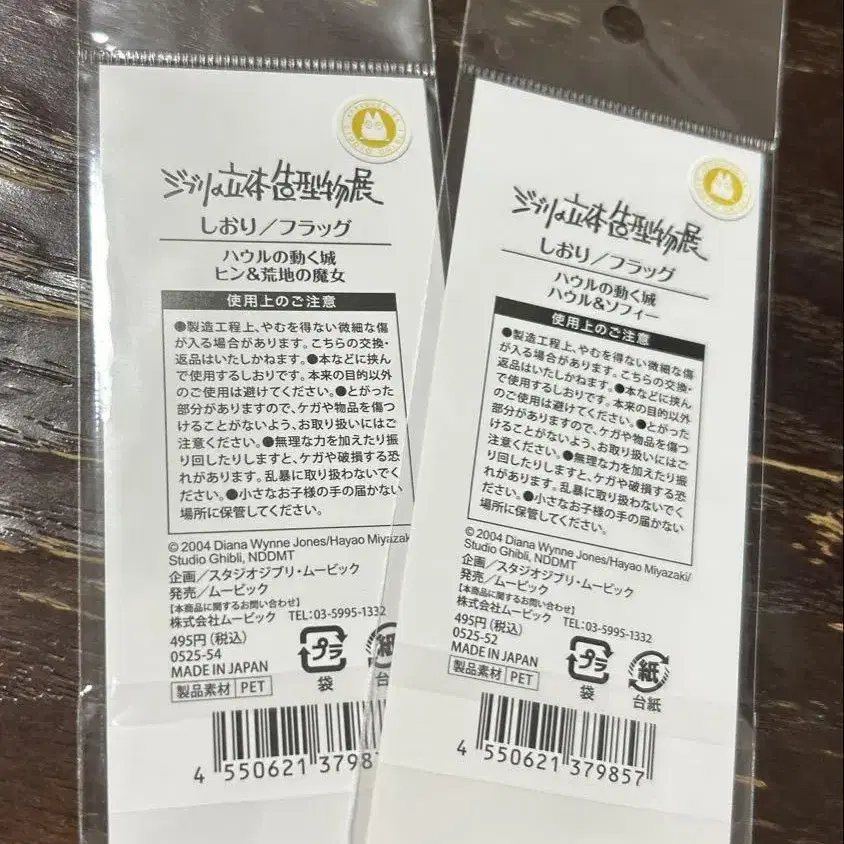 ジブリの立体造型物展
しおり／フラッグ
ハウルの動く城
ヒン&荒地の魔女
使用上のご注意
●製造工程上、やむを得ない微細な傷
が入る場合があります。こちらの交換・
返品はいたしかねます。●本などに挟ん
で使用するしおりです。本来の目的以外
のご使用は避けてください。●とがった
部分がありますので、ケガや物品を傷つ
けることがないよう、お取り扱いにはご
注意ください。●無理な力を加えたり振
り回したりしますと、ケガや破損する恐
れがあります。乱暴に取り扱わないでく
ださい。●小さなお子様の手の届かない
場所に保管してください。
© 2004 Diana Wynne Jones/Hayao Miyazaki/
Studio Ghibli, NDDMT
企画／スタジオジブリ・ムービック
発売／ムービック
【本商品に関するお問い合わせ】
株式会社ムービック TEL:03-5995-1332
495円(税込)
0525-54
MADE IN JAPAN
製品素材 PET
プラ
袋
紙
台
4 550621 3798
ジブリの立体造型物展
しおり／フラッグ
ハウルの動く城
ハウル&ソフィー
使用上のご注意
●製造工程上、やむを得ない微細な傷
が入る場合があります。こちらの交換・
返品はいたしかねます。●本などに挟ん
で使用するしおりです。本来の目的以外
のご使用は避けてください。●とがった
部分がありますので、ケガや物品を傷つ
けることがないよう、お取り扱いにはご
注意ください。●無理な力を加えたり振
り回したりしますと、ケガや破損する恐
れがあります。乱暴に取り扱わないでく
ださい。●小さなお子様の手の届かない
場所に保管してください。
© 2004 Diana Wynne Jones/Hayao Miyazaki/
Studio Ghibli, NDDMT
企画／スタジオジブリ・ムービック
発売／ムービック
【本商品に関するお問い合わせ】
株式会社ムービック TEL:03-5995-1332
495円(税込)
0525-52
MADE IN JAPAN
製品素材 PET
プラ
袋
紙
台紙
4 550621 379857